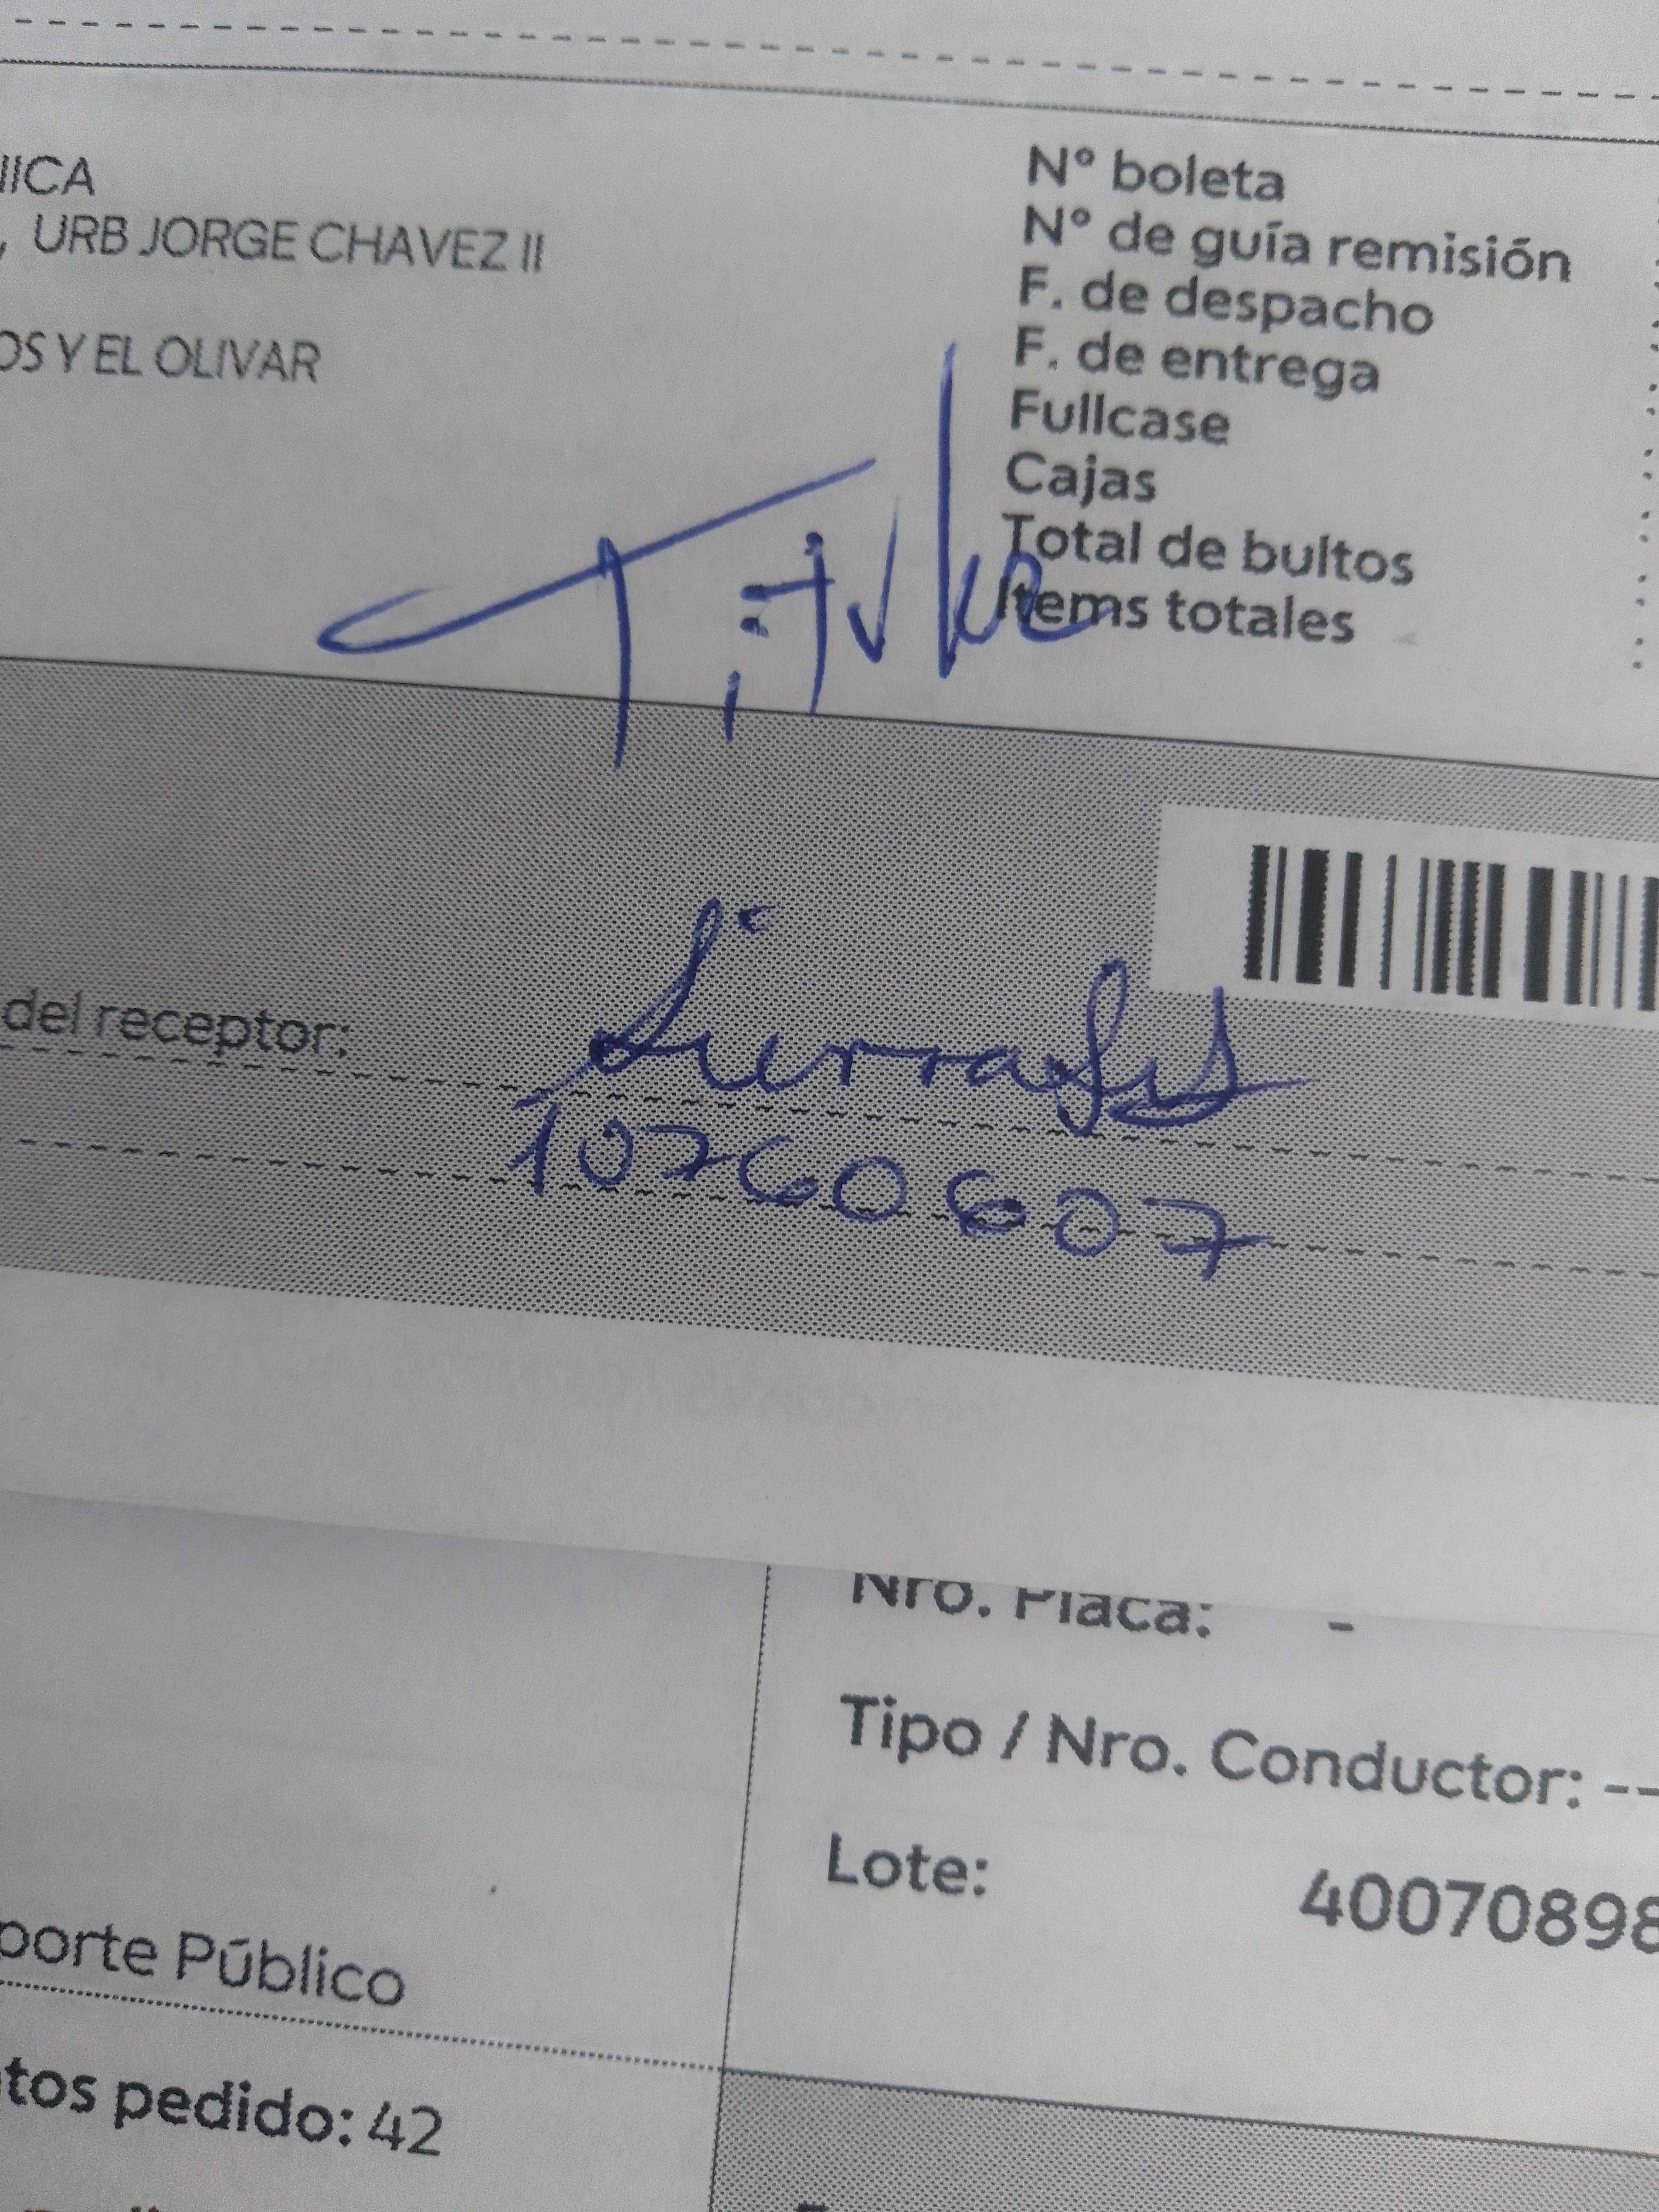 IICA
, URB JORGE CHAVEZ II
OS Y EL OLIVAR
N° boleta
N° de guía remisión
F. de despacho
F. de entrega
Fullcase
Cajas
Total de bultos
Items totales
del receptor:
10760607
Nro. Placa: -
Tipo / Nro. Conductor: --
Lote: 40070898
porte Público
tos pedido: 42